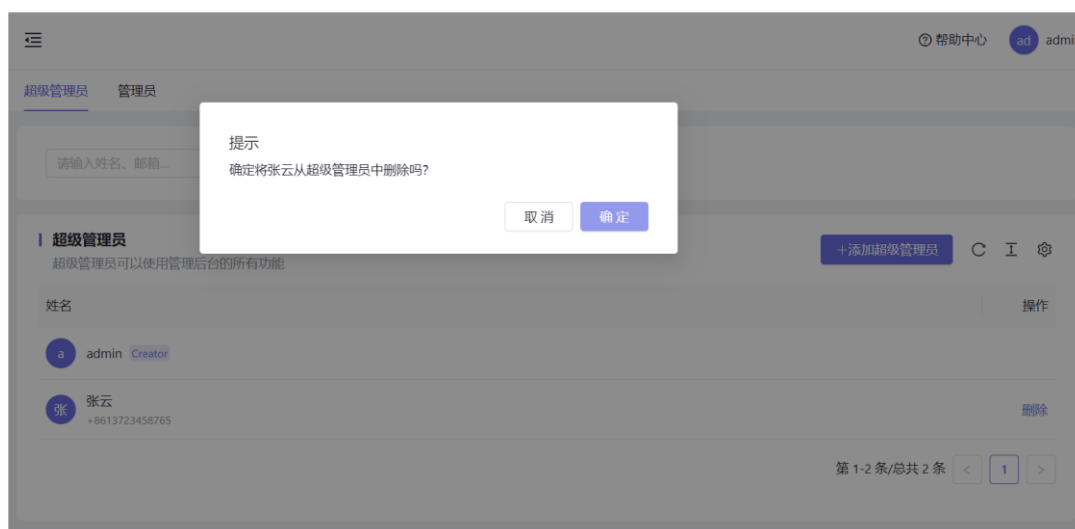 帮助中心
ad
admi
超级管理员
管理员
提示
确定将张云从超级管理员中删除吗?
取消
确定
请输入姓名、邮箱...
超级管理员
超级管理员可以使用管理后台的所有功能
+添加超级管理员
姓名
操作
a
admin Creator
张
张云
+8613723458765
删除
第 1-2 条/总共 2 条 < 1 >